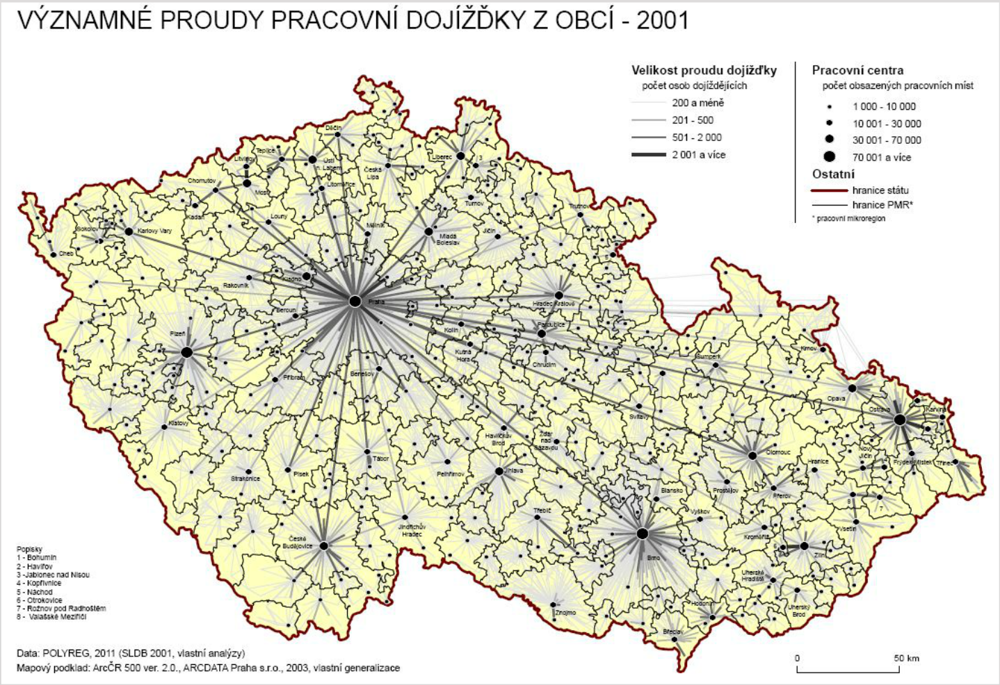 VÝZNAMNÉ PROUDY PRACOVNÍ DOJÍŽĎKY Z OBCÍ - 2001
Velikost proudu dojížďky
počet osob dojíždějících
200 a méně
201 - 500
501 - 2 000
2 001 a více
Pracovní centra
počet obsazených pracovních míst
1 000 - 10 000
10 001 - 30 000
30 001 - 70 000
70 001 a více
Ostatní
hranice státu
hranice PMR*
* pracovní mikroregion
Děčín
Teplice
Litvínov
Ústí
n. Labem
Česká
Lípa
Liberec
3
Chomutov
Most
Litoměřice
Turnov
Trutnov
Kadaň
Louny
Mělník
Mladá
Boleslav
Jičín
Sokolov
Karlovy Vary
Cheb
5
Rakovník
Kladno
Praha
Beroun
Hradec Králové
Pardubice
Kolín
Kutná
Hora
Chrudim
Plzeň
Příbram
Benešov
Šumperk
Krnov
Opava
Ostrava
1
Karviná
2
Klatovy
Svitavy
Havlíčkův
Brod
Žďár
nad
Sázavou
Olomouc
Hranice
Nový
Jičín
4
Frýdek-Místek
Třinec
Strakonice
Písek
Tábor
Pelhřimov
Jihlava
Blansko
Prostějov
Přerov
8
7
Vsetín
Třebíč
Vyškov
Kroměříž
České
Budějovice
Jindřichův
Hradec
Brno
6
Zlín
Uherské
Hradiště
Uherský
Brod
Znojmo
Hodonín
Břeclav
Popisky
1 - Bohumín
2 - Havířov
3 -Jablonec nad Nisou
4 - Kopřivnice
5 - Náchod
6 - Otrokovice
7 - Rožnov pod Radhoštěm
8 - Valašské Meziříčí
Data: POLYREG, 2011 (SLDB 2001, vlastní analýzy)
Mapový podklad: ArcČR 500 ver. 2.0., ARCDATA Praha s.r.o., 2003, vlastní generalizace
0
50 km